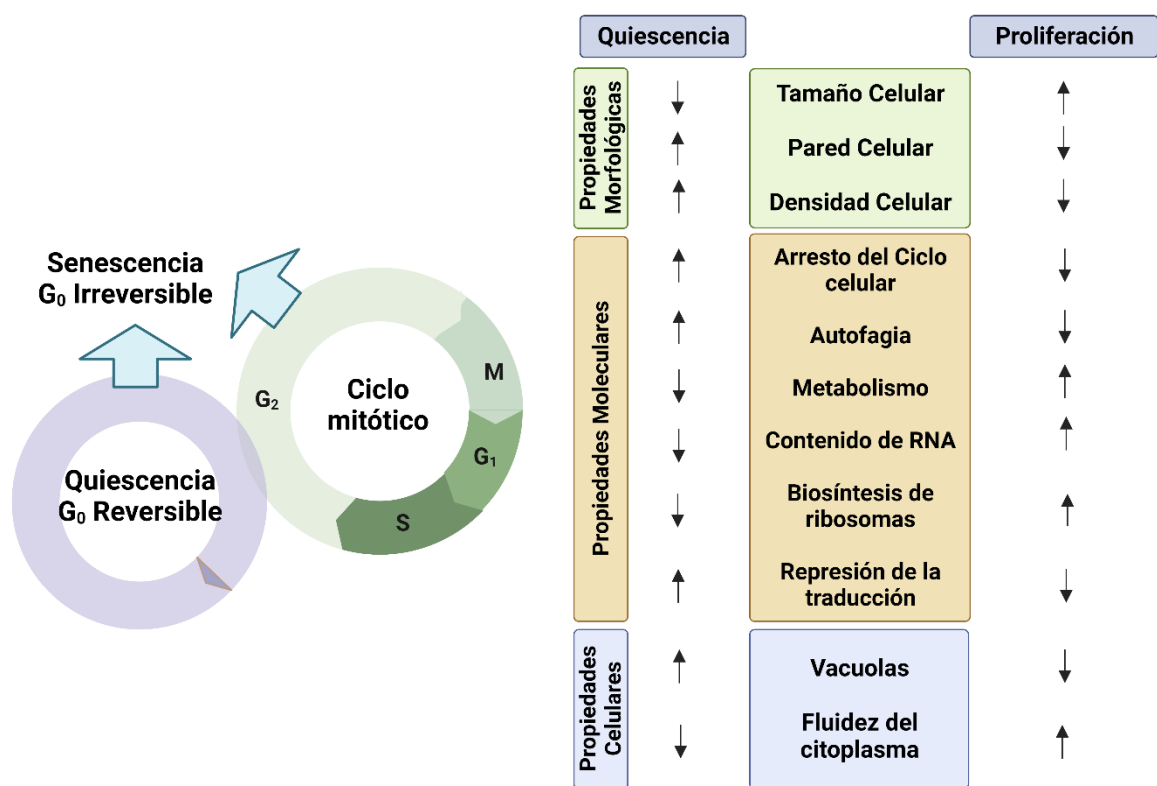 Senescencia
G₀ Irreversible
Quiescencia
G₀ Reversible
Ciclo
mitótico
G₂
M
G₁
S
Quiescencia
Proliferación
Propiedades
Morfológicas
Tamaño Celular
Pared Celular
Densidad Celular
Propiedades Moleculares
Arresto del Ciclo
celular
Autofagia
Metabolismo
Contenido de RNA
Biosíntesis de
ribosomas
Represión de la
traducción
Propiedades
Celulares
Vacuolas
Fluidez del
citoplasma